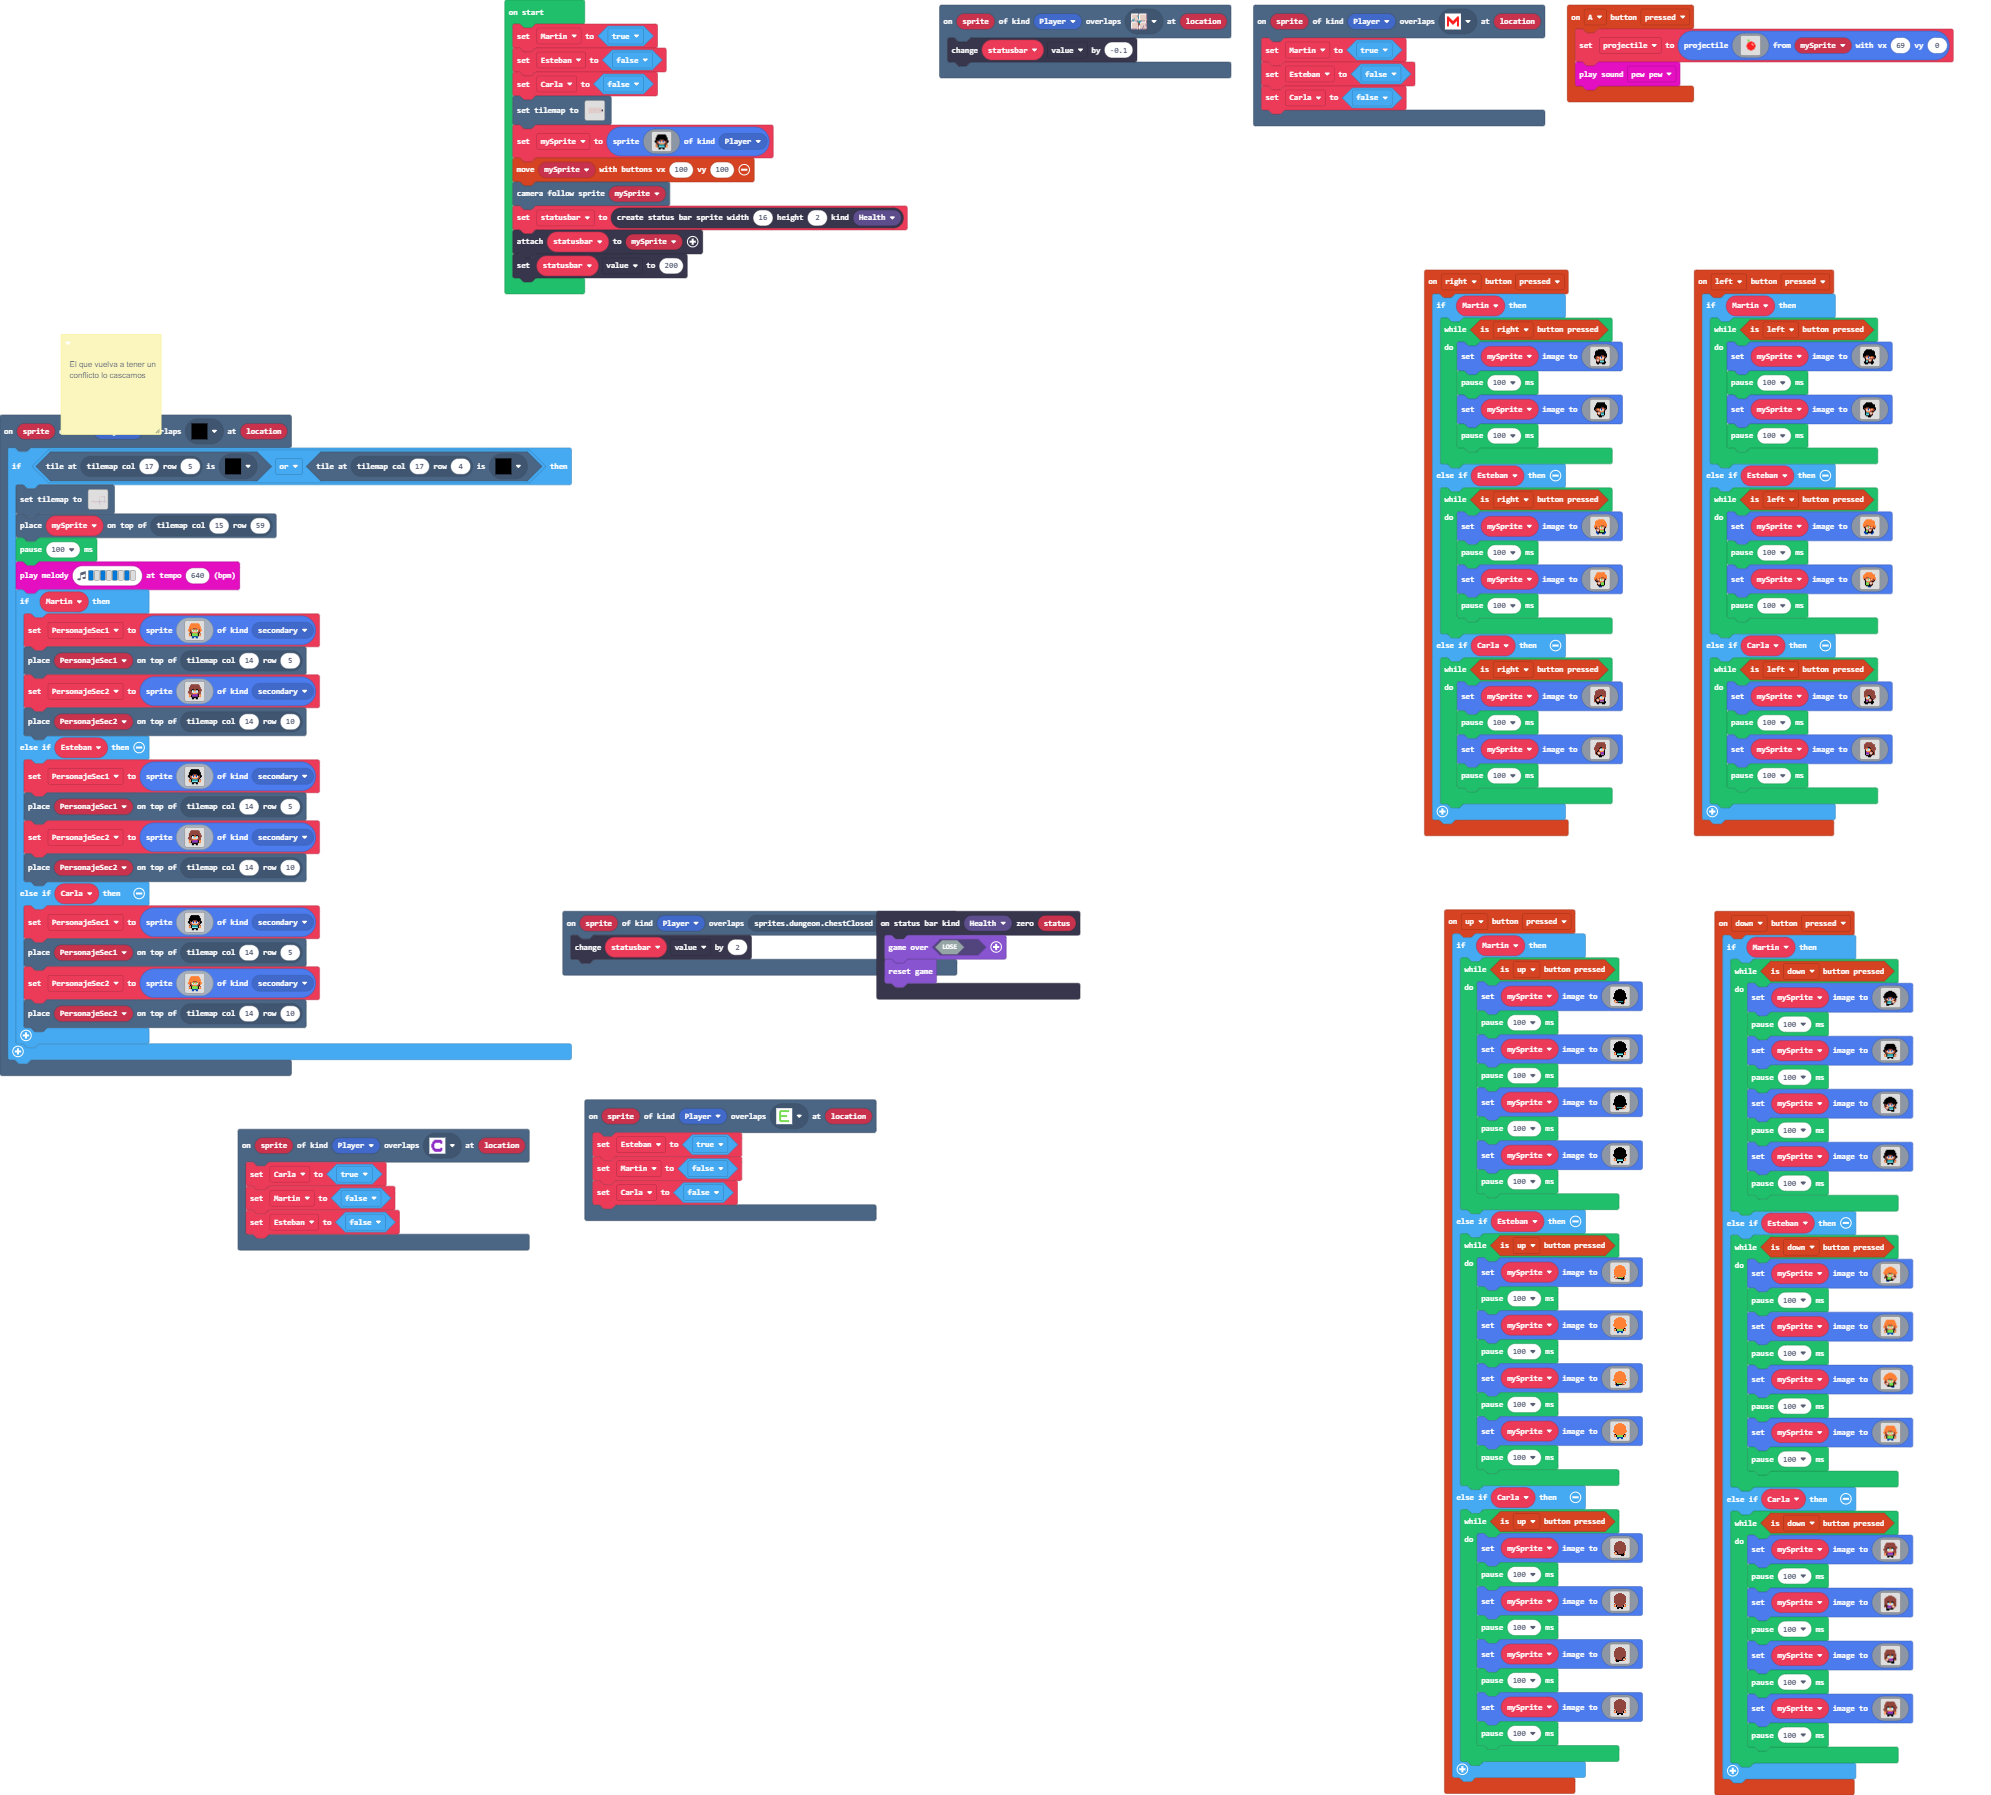 on start
set Martin to true
set Esteban to false
set Carla to false
set tilemap to
set mySprite to sprite of kind Player
move mySprite with buttons vx 100 vy 100
camera follow sprite mySprite
set statusbar to create status bar sprite width 16 height 2 kind Health
attach statusbar to mySprite
set statusbar value to 200
on sprite of kind Player overlaps at location
change statusbar value by -0.1
on sprite of kind Player overlaps M at location
set Martin to true
set Esteban to false
set Carla to false
on A button pressed
set projectile to projectile from mySprite with vx 69 vy 0
play sound pew pew
El que vuelva a tener un
conflicto lo cascamos
on sprite rlaps at location
if tile at tilemap col 17 row 5 is or tile at tilemap col 17 row 4 is then
set tilemap to
place mySprite on top of tilemap col 15 row 59
pause 100 ms
play melody at tempo 640 (bpm)
if Martin then
set PersonajeSec1 to sprite of kind secondary
place PersonajeSec1 on top of tilemap col 14 row 5
set PersonajeSec2 to sprite of kind secondary
place PersonajeSec2 on top of tilemap col 14 row 10
else if Esteban then
set PersonajeSec1 to sprite of kind secondary
place PersonajeSec1 on top of tilemap col 14 row 5
set PersonajeSec2 to sprite of kind secondary
place PersonajeSec2 on top of tilemap col 14 row 10
else if Carla then
set PersonajeSec1 to sprite of kind secondary
place PersonajeSec1 on top of tilemap col 14 row 5
set PersonajeSec2 to sprite of kind secondary
place PersonajeSec2 on top of tilemap col 14 row 10
on sprite of kind Player overlaps sprites.dungeon.chestClosed
change statusbar value by 2
on status bar kind Health zero status
game over LOSE
reset game
on sprite of kind Player overlaps C at location
set Carla to true
set Martin to false
set Esteban to false
on sprite of kind Player overlaps E at location
set Esteban to true
set Martin to false
set Carla to false
on right button pressed
if Martin then
while is right button pressed
do set mySprite image to
pause 100 ms
set mySprite image to
pause 100 ms
else if Esteban then
while is right button pressed
do set mySprite image to
pause 100 ms
set mySprite image to
pause 100 ms
else if Carla then
while is right button pressed
do set mySprite image to
pause 100 ms
set mySprite image to
pause 100 ms
on left button pressed
if Martin then
while is left button pressed
do set mySprite image to
pause 100 ms
set mySprite image to
pause 100 ms
else if Esteban then
while is left button pressed
do set mySprite image to
pause 100 ms
set mySprite image to
pause 100 ms
else if Carla then
while is left button pressed
do set mySprite image to
pause 100 ms
set mySprite image to
pause 100 ms
on up button pressed
if Martin then
while is up button pressed
do set mySprite image to
pause 100 ms
set mySprite image to
pause 100 ms
set mySprite image to
pause 100 ms
set mySprite image to
pause 100 ms
else if Esteban then
while is up button pressed
do set mySprite image to
pause 100 ms
set mySprite image to
pause 100 ms
set mySprite image to
pause 100 ms
set mySprite image to
pause 100 ms
else if Carla then
while is up button pressed
do set mySprite image to
pause 100 ms
set mySprite image to
pause 100 ms
set mySprite image to
pause 100 ms
set mySprite image to
pause 100 ms
on down button pressed
if Martin then
while is down button pressed
do set mySprite image to
pause 100 ms
set mySprite image to
pause 100 ms
set mySprite image to
pause 100 ms
set mySprite image to
pause 100 ms
else if Esteban then
while is down button pressed
do set mySprite image to
pause 100 ms
set mySprite image to
pause 100 ms
set mySprite image to
pause 100 ms
set mySprite image to
pause 100 ms
else if Carla then
while is down button pressed
do set mySprite image to
pause 100 ms
set mySprite image to
pause 100 ms
set mySprite image to
pause 100 ms
set mySprite image to
pause 100 ms